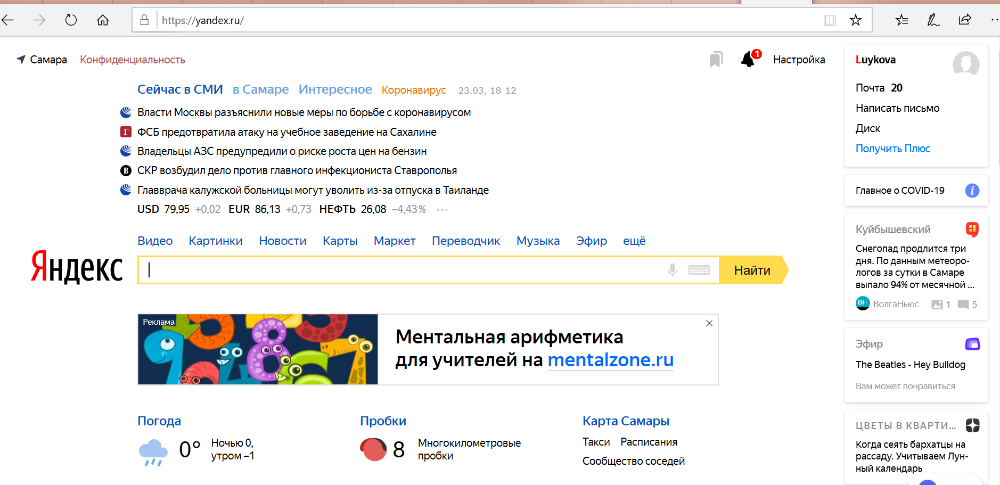 https://yandex.ru/
Самара Конфиденциальность
1
Настройка
Сейчас в СМИ в Самаре Интересное Коронавирус 23.03, 18 12
Власти Москвы разъяснили новые меры по борьбе с коронавирусом
Г ФСБ предотвратила атаку на учебное заведение на Сахалине
Владельцы АЗС предупредили о риске роста цен на бензин
В СКР возбудил дело против главного инфекциониста Ставрополья
Главврача калужской больницы могут уволить из-за отпуска в Таиланде
USD 79,95 +0,02 EUR 86,13 +0,73 НЕФТЬ 26,08 −4,43% ···
Видео Картинки Новости Карты Маркет Переводчик Музыка Эфир ещё
Яндекс
Найти
Реклама
Ментальная арифметика
для учителей на mentalzone.ru
Погода
0°
Ночью 0,
утром −1
Пробки
8
Многокилометровые
пробки
Карта Самары
Такси Расписания
Сообщество соседей
Luykova
Почта 20
Написать письмо
Диск
Получить Плюс
Главное о COVID-19 i
Куйбышевский
Снегопад продлится три
дня. По данным метеоро-
логов за сутки в Самаре
выпало 94% от месячной ...
ВН ВолгаНьюс 1 5
Эфир
The Beatles - Hey Bulldog
Вам может понравиться
ЦВЕТЫ В КВАРТИ...
Когда сеять бархатцы на
рассаду. Учитываем Лун-
ный календарь